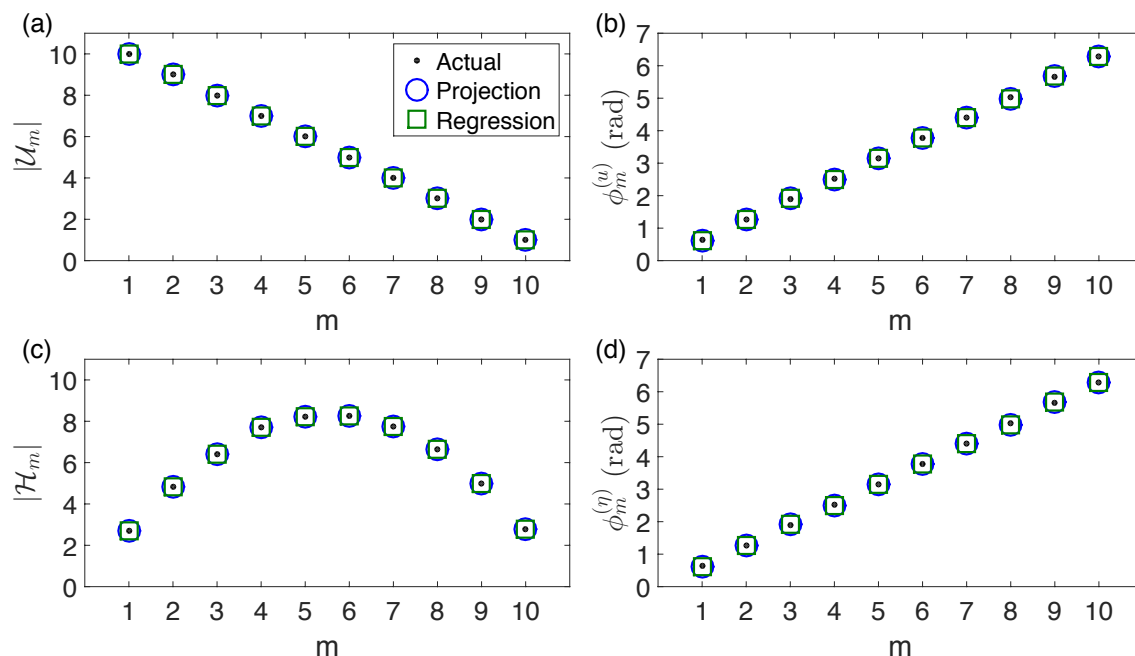 (a)
10
8
6
4
2
0
|𝒰ₘ|
1 2 3 4 5 6 7 8 9 10
m
Actual
Projection
Regression
(b)
7
6
5
4
3
2
1
0
ϕₘ⁽ᵘ⁾ (rad)
1 2 3 4 5 6 7 8 9 10
m
(c)
10
8
6
4
2
0
|ℋₘ|
1 2 3 4 5 6 7 8 9 10
m
(d)
7
6
5
4
3
2
1
0
ϕₘ^(η) (rad)
1 2 3 4 5 6 7 8 9 10
m